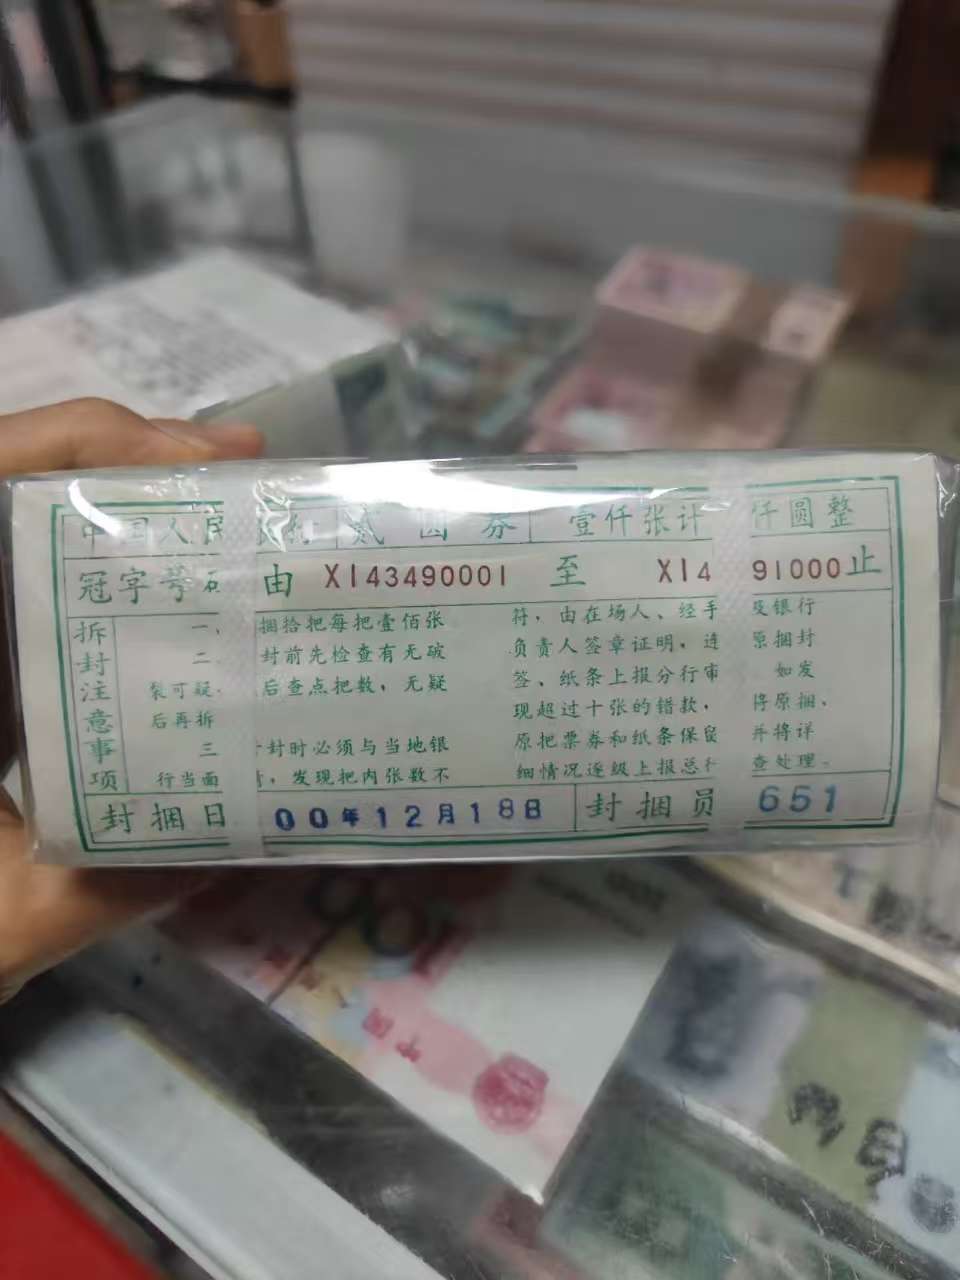 中国人民 贰圆券 壹仟张计 仟圆整
冠字号码 由 XI43490001 至 XI4 91000止
拆封注意事项
一、 捆拾把每把壹佰张
二 封前先检查有无破
裂可疑, 后查点把数，无疑
后再拆
三 封时必须与当地银
行当面 ，发现把内张数不
符，由在场人、经手 及银行
负责人签章证明，连 原捆封
签、纸条上报分行审 如发
现超过十张的错款， 将原捆、
原把票券和纸条保留 并将详
细情况逐级上报总行 查处理。
封捆日 00年12月18日 封捆员 651